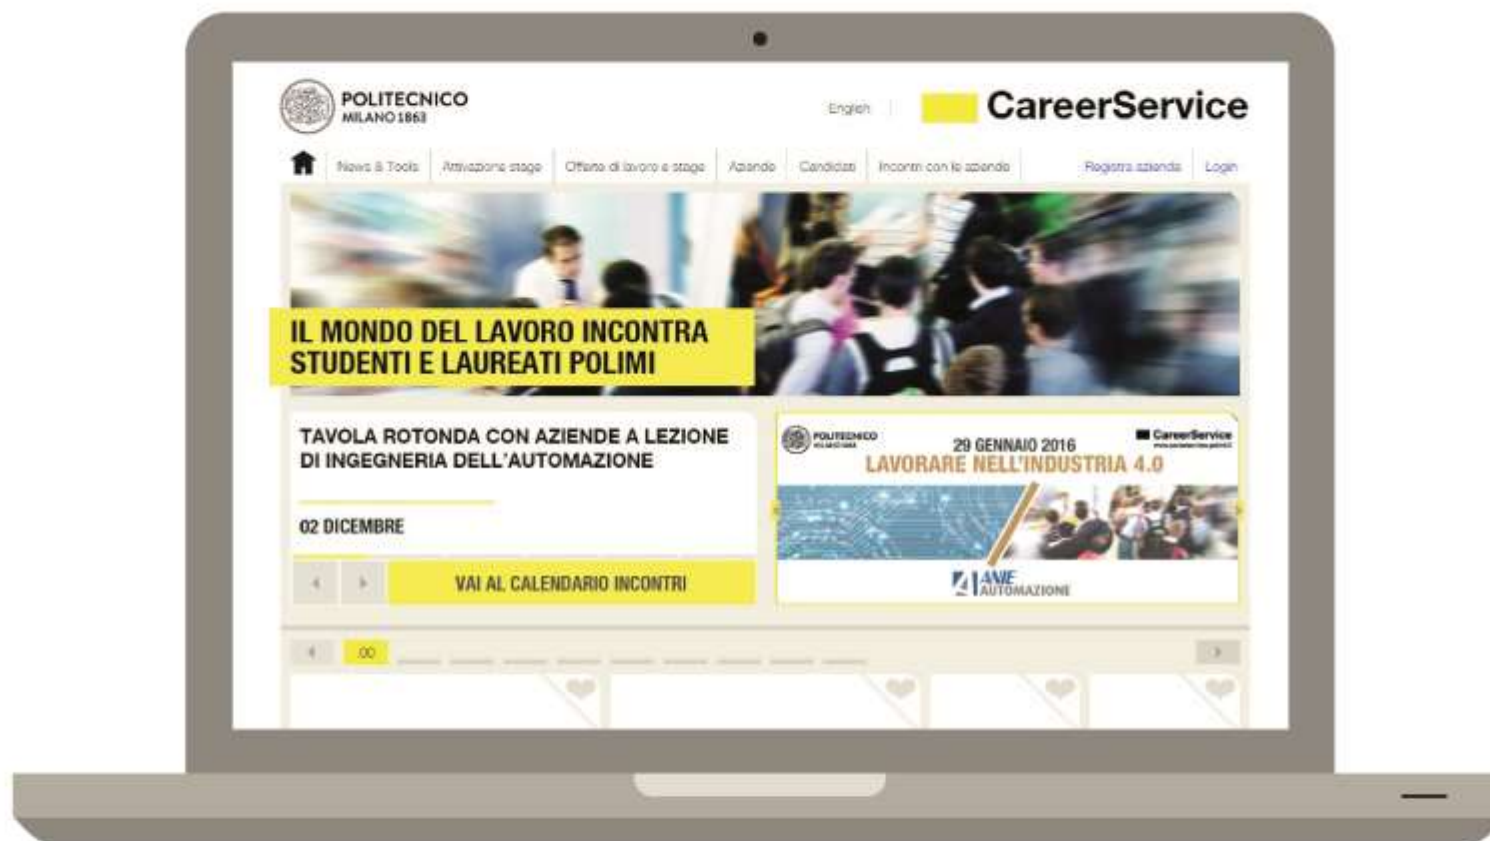 POLITECNICO
MILANO 1863
English
CareerService
News & Tools
Attivazione stage
Offerte di lavoro e stage
Aziende
Candidati
Incontri con le aziende
Registra azienda
Login
IL MONDO DEL LAVORO INCONTRA
STUDENTI E LAUREATI POLIMI
TAVOLA ROTONDA CON AZIENDE A LEZIONE
DI INGEGNERIA DELL'AUTOMAZIONE
02 DICEMBRE
VAI AL CALENDARIO INCONTRI
POLITECNICO
MILANO 1863
29 GENNAIO 2016
CareerService
LAVORARE NELL'INDUSTRIA 4.0
ANIE
AUTOMAZIONE
.00